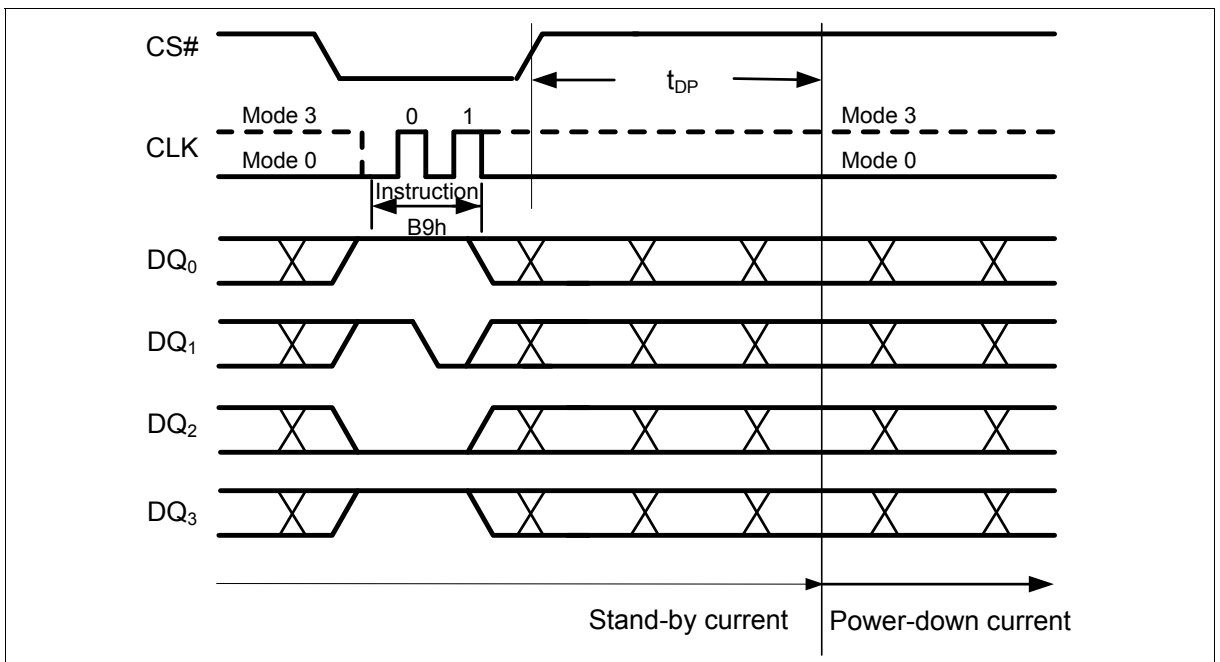 CS#
t_DP
Mode 3 0 1 Mode 3
CLK
Mode 0 Mode 0
Instruction
B9h
DQ₀
DQ₁
DQ₂
DQ₃
Stand-by current Power-down current